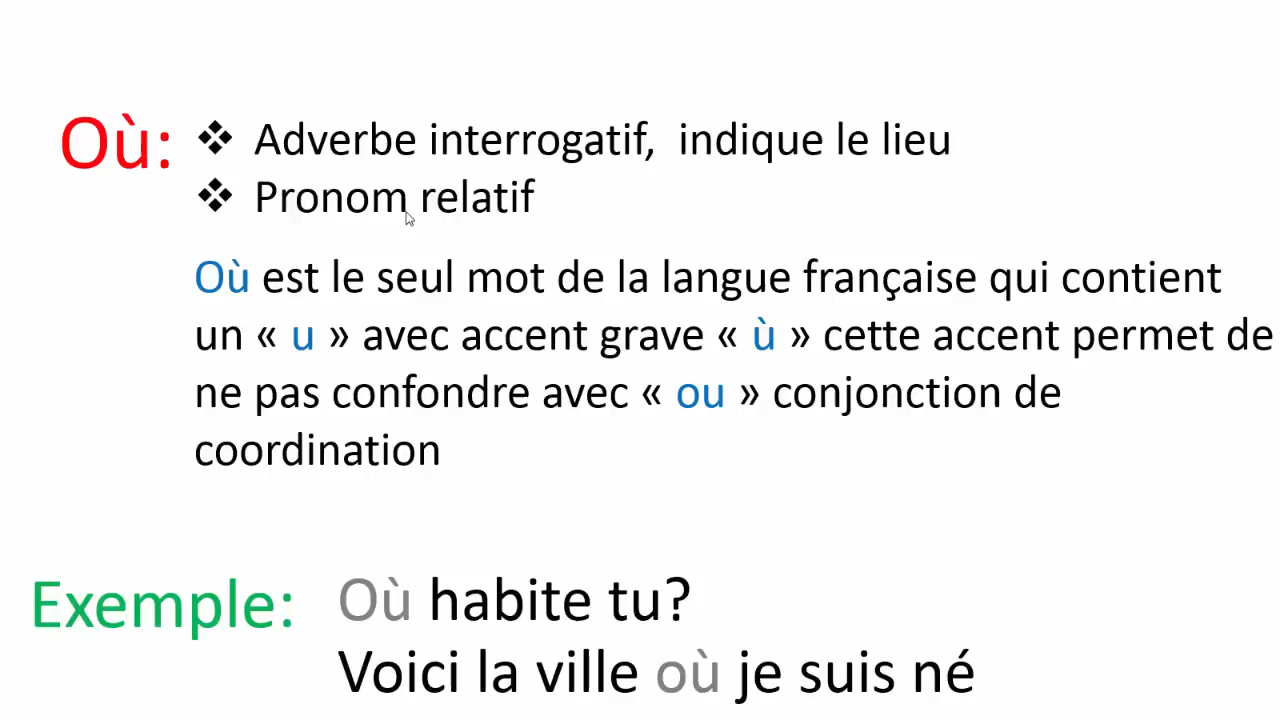 Où: ❖ Adverbe interrogatif, indique le lieu
❖ Pronom relatif
Où est le seul mot de la langue française qui contient
un « u » avec accent grave « ù » cette accent permet de
ne pas confondre avec « ou » conjonction de
coordination
Exemple: Où habite tu?
Voici la ville où je suis né